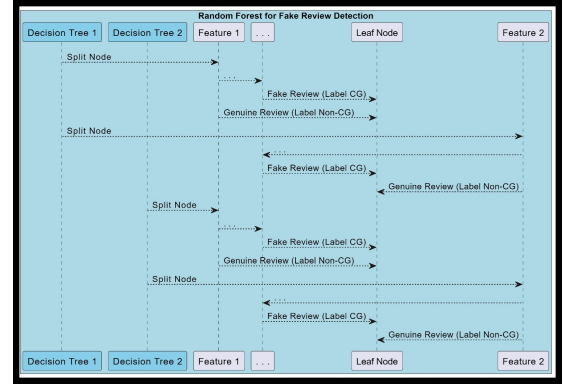 Random Forest for Fake Review Detection
Decision Tree 1 Decision Tree 2 Feature 1 . . . Leaf Node Feature 2
Split Node
. . .
Fake Review (Label CG)
Genuine Review (Label Non-CG)
Split Node
. . .
Fake Review (Label CG)
Genuine Review (Label Non-CG)
Split Node
. . .
Fake Review (Label CG)
Genuine Review (Label Non-CG)
Split Node
. . .
Fake Review (Label CG)
Genuine Review (Label Non-CG)
Decision Tree 1 Decision Tree 2 Feature 1 . . . Leaf Node Feature 2